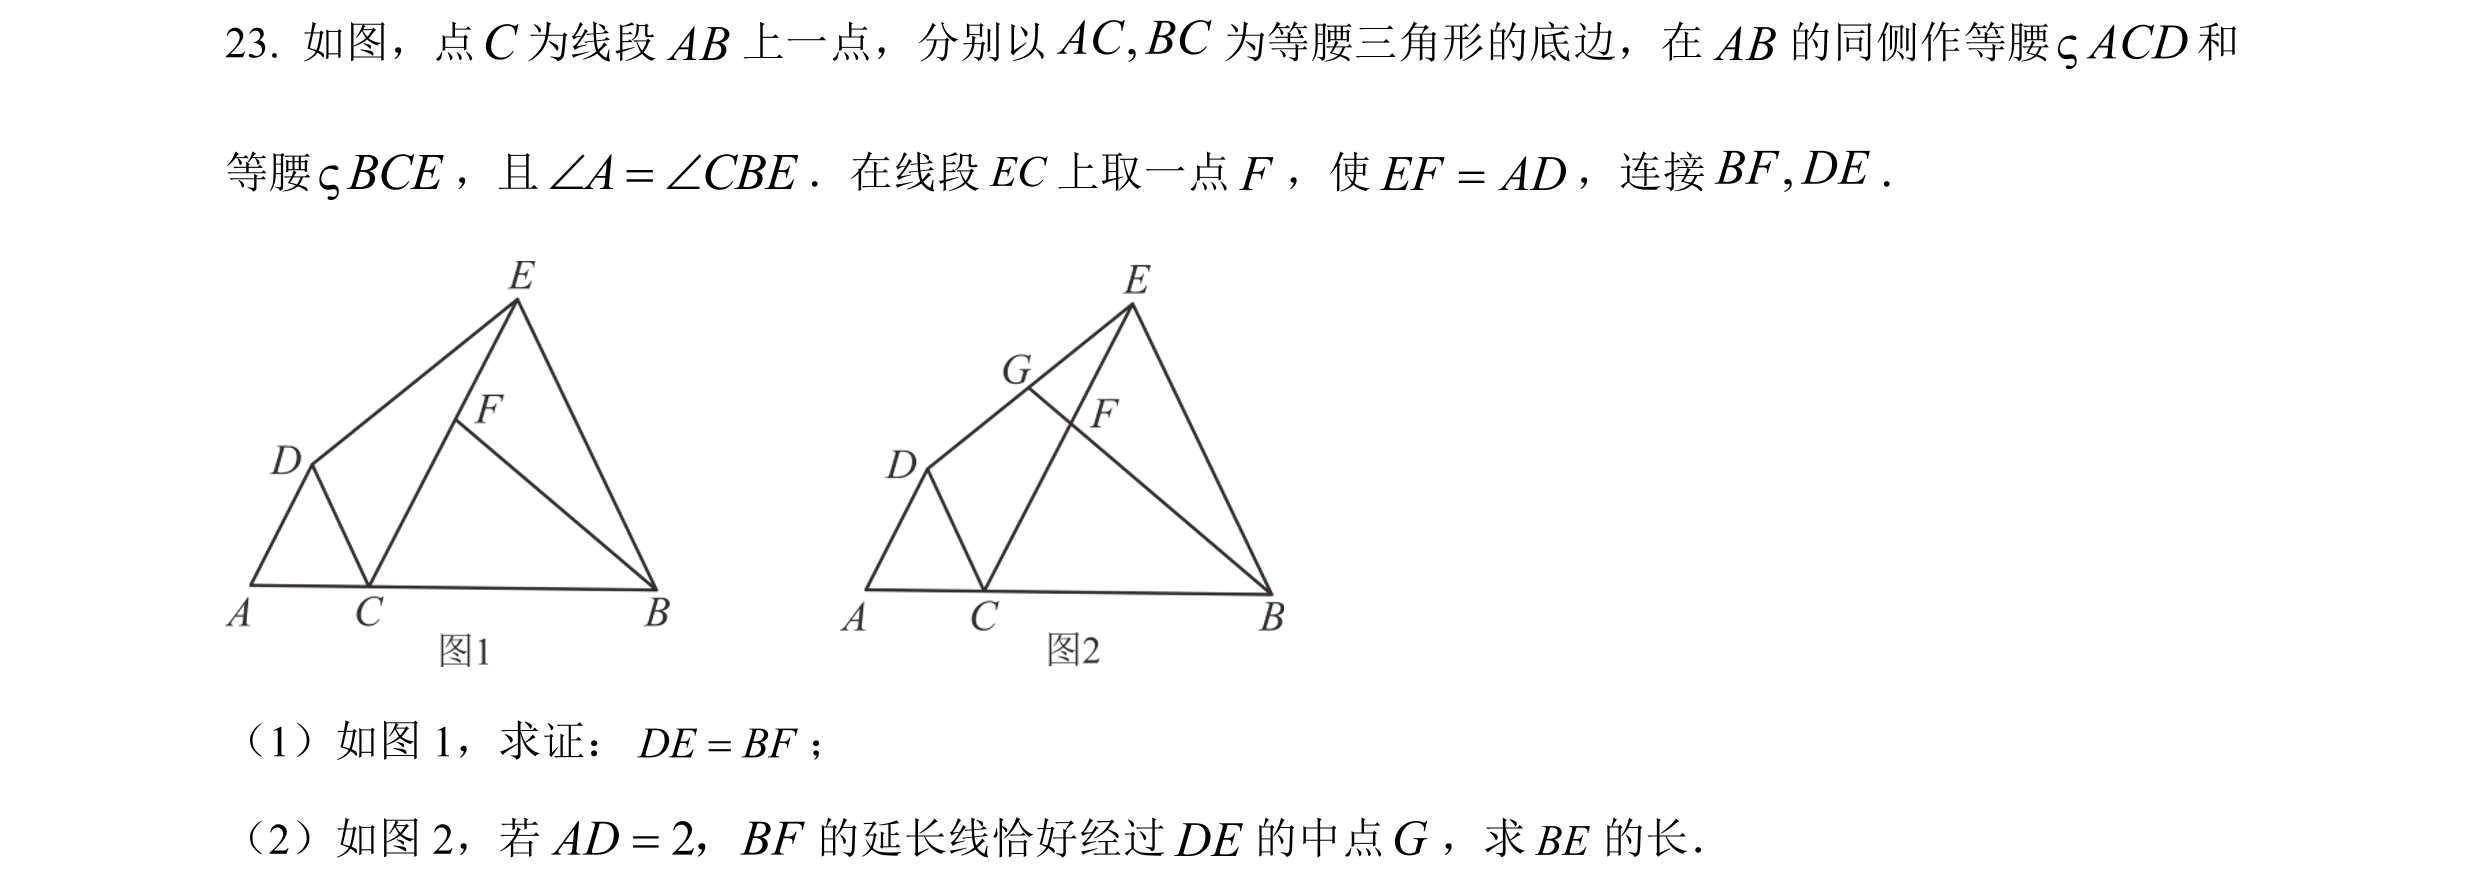 23. 如图，点 C 为线段 AB 上一点，分别以 AC, BC 为等腰三角形的底边，在 AB 的同侧作等腰 ς ACD 和
等腰 ς BCE ，且 ∠A = ∠CBE ．在线段 EC 上取一点 F ，使 EF = AD ，连接 BF, DE ．
E
F
D
A
C
B
图1
E
G
F
D
A
C
B
图2
（1）如图 1，求证： DE = BF ；
（2）如图 2，若 AD = 2， BF 的延长线恰好经过 DE 的中点 G ，求 BE 的长．